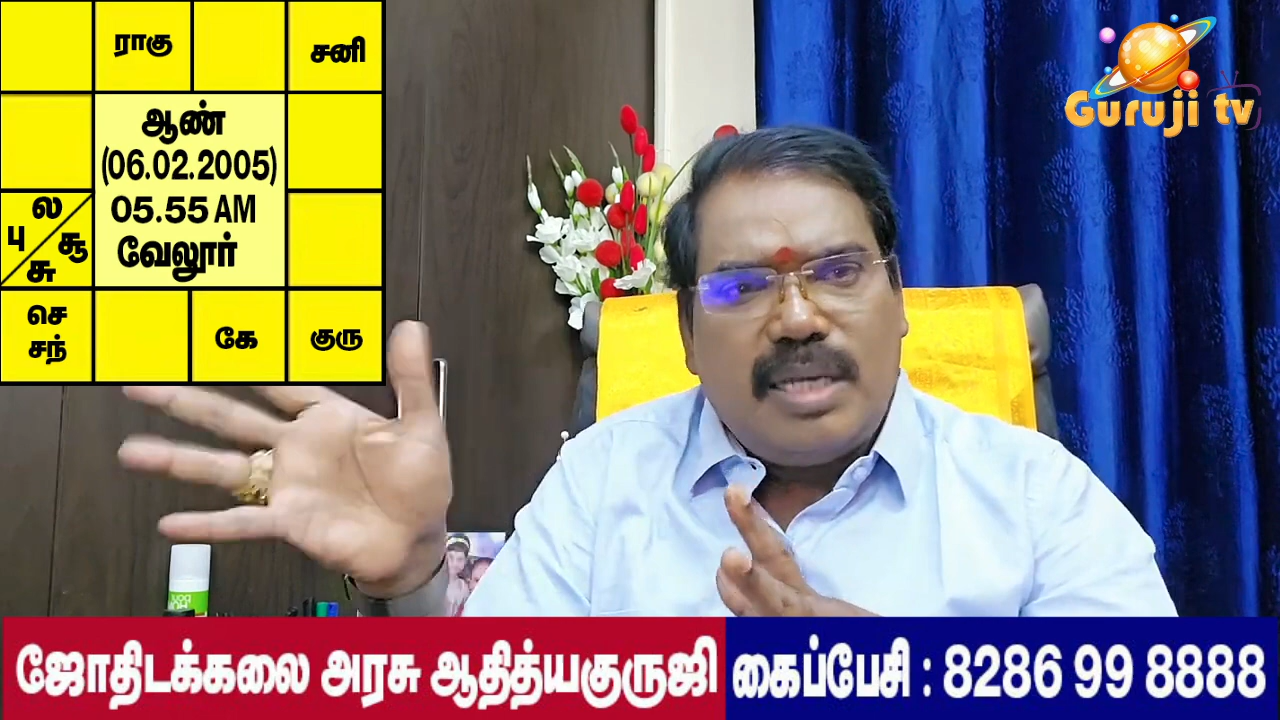 ராகு
சனி
ஆண்
(06.02.2005)
05.55 AM
வேலூர்
ல
பு
சூ
சு
செ
சந்
கே
குரு
Guruji tv
ஜோதிடக்கலை அரசு ஆதித்யகுருஜி
கைப்பேசி : 8286 99 8888